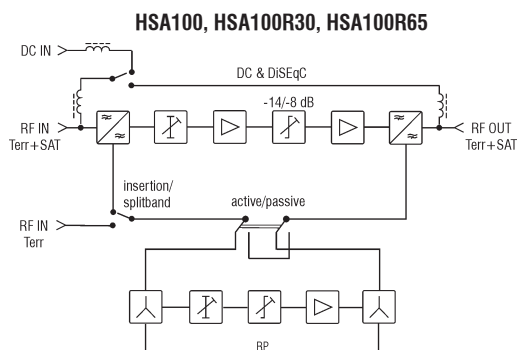 HSA100, HSA100R30, HSA100R65
DC IN
DC & DiSEqC
-14/-8 dB
RF IN
Terr+SAT
RF OUT
Terr+SAT
insertion/
splitband
active/passive
RF IN
Terr
RP